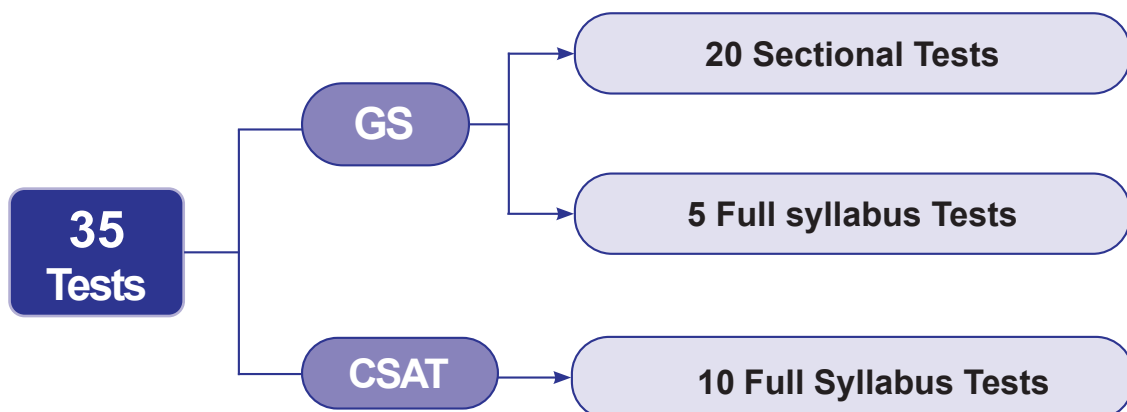 20 Sectional Tests
GS
5 Full syllabus Tests
35
Tests
CSAT
10 Full Syllabus Tests